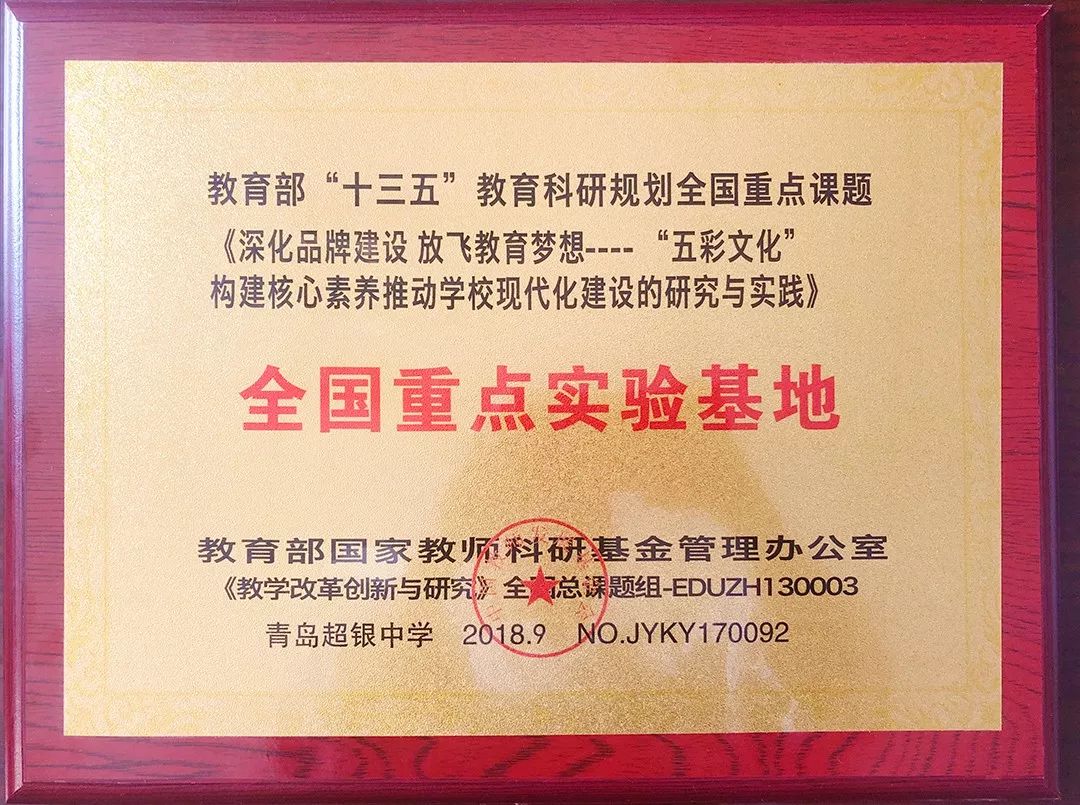 教育部“十三五”教育科研规划全国重点课题
《深化品牌建设 放飞教育梦想----“五彩文化”
构建核心素养推动学校现代化建设的研究与实践》
全国重点实验基地
教育部国家教师科研基金管理办公室
《教学改革创新与研究》全国总课题组-EDUZH130003
青岛超银中学 2018.9 NO.JYKY170092